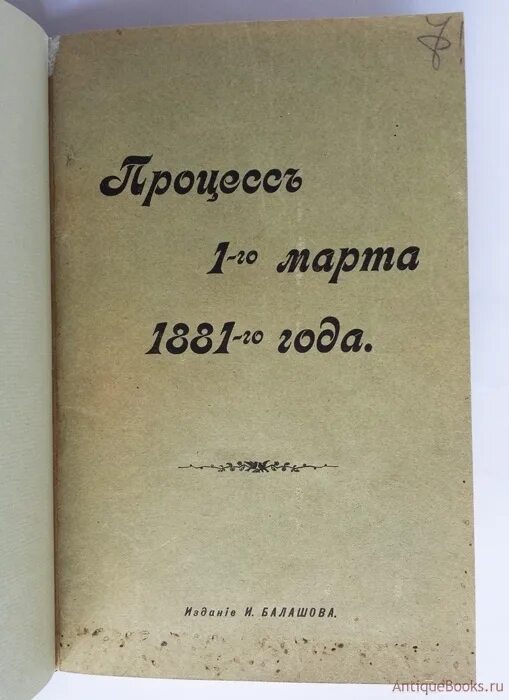 Процессъ
1-го марта
1881-го года.
Изданіе И. БАЛАШОВА.
AntiqueBooks.ru